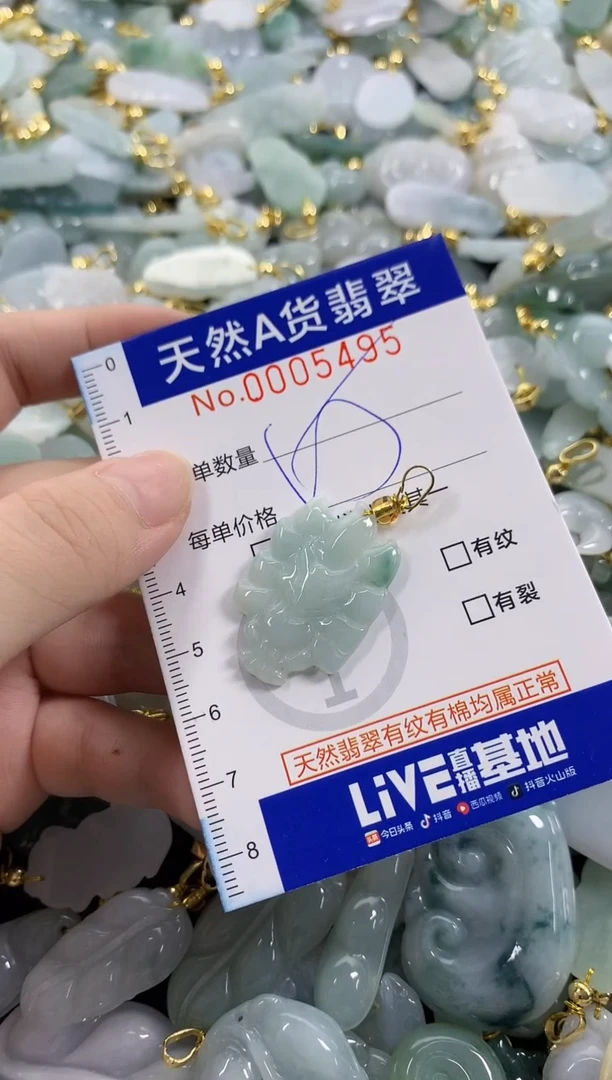 天然A货翡翠
No.0005495
0
1
单数量
每单价格
其一
4
有纹
有裂
5
6
天然翡翠有纹有棉均属正常
7
LiVE直播基地
8
今日头条 抖音 西瓜视频 抖音火山版